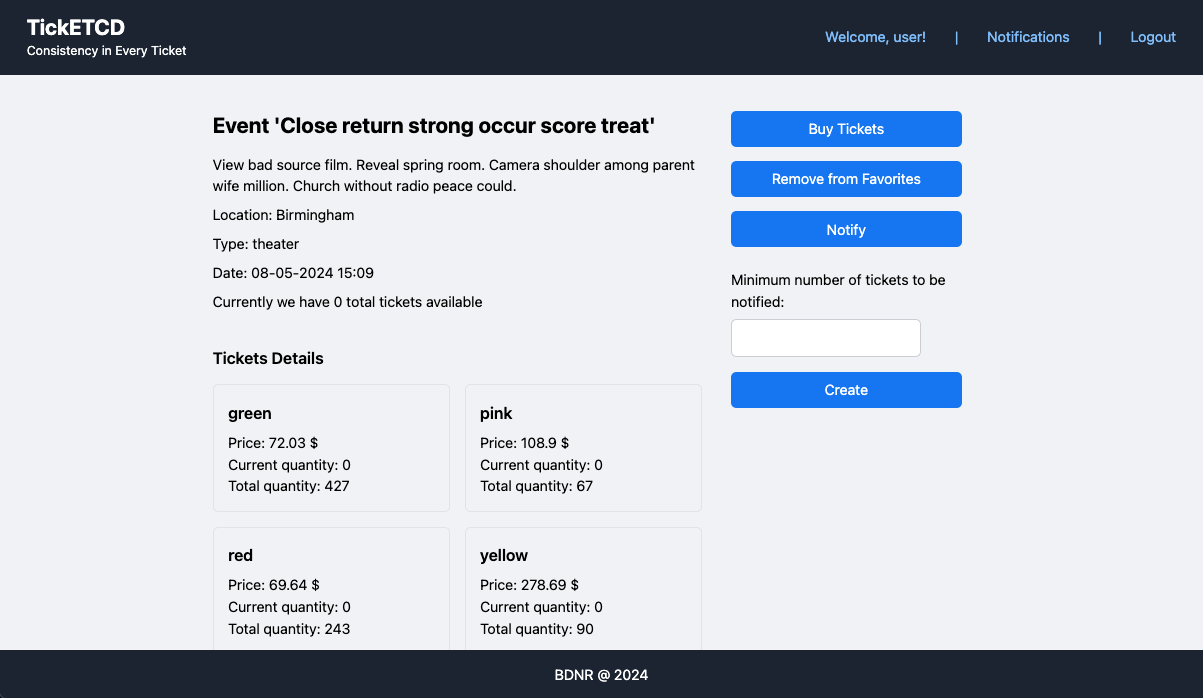 TickETCD
Consistency in Every Ticket
Welcome, user! | Notifications | Logout
Event 'Close return strong occur score treat'
View bad source film. Reveal spring room. Camera shoulder among parent
wife million. Church without radio peace could.
Location: Birmingham
Type: theater
Date: 08-05-2024 15:09
Currently we have 0 total tickets available
Tickets Details
green
Price: 72.03 $
Current quantity: 0
Total quantity: 427
pink
Price: 108.9 $
Current quantity: 0
Total quantity: 67
red
Price: 69.64 $
Current quantity: 0
Total quantity: 243
yellow
Price: 278.69 $
Current quantity: 0
Total quantity: 90
Buy Tickets
Remove from Favorites
Notify
Minimum number of tickets to be
notified:
Create
BDNR @ 2024